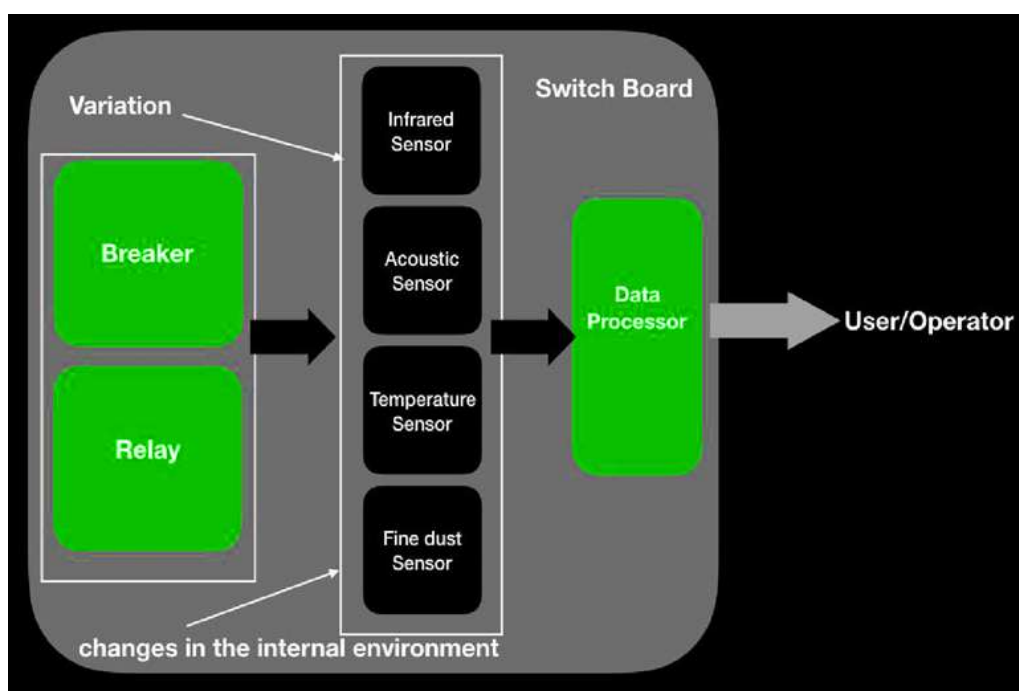 Switch Board
Variation
Breaker
Relay
Infrared
Sensor
Acoustic
Sensor
Temperature
Sensor
Fine dust
Sensor
Data
Processor
User/Operator
changes in the internal environment